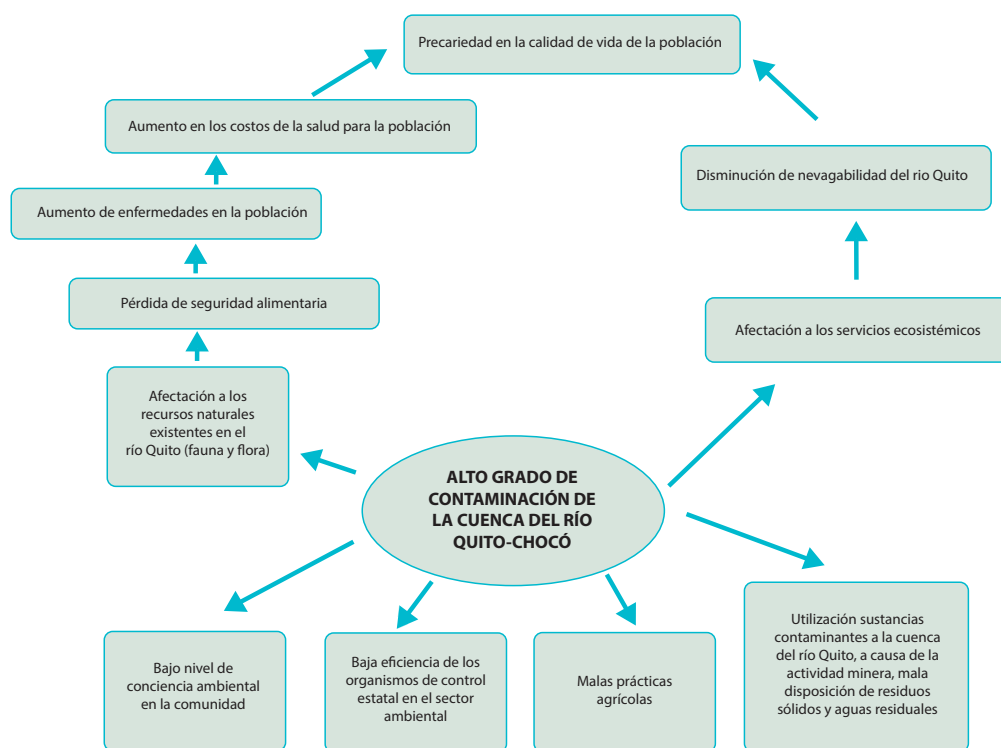 Precariedad en la calidad de vida de la población
Aumento en los costos de la salud para la población
Disminución de nevagabilidad del rio Quito
Aumento de enfermedades en la población
Pérdida de seguridad alimentaria
Afectación a los servicios ecosistémicos
Afectación a los
recursos naturales
existentes en el
río Quito (fauna y flora)
ALTO GRADO DE
CONTAMINACIÓN DE
LA CUENCA DEL RÍO
QUITO-CHOCÓ
Bajo nivel de
conciencia ambiental
en la comunidad
Baja eficiencia de los
organismos de control
estatal en el sector
ambiental
Malas prácticas
agrícolas
Utilización sustancias
contaminantes a la cuenca
del río Quito, a causa de la
actividad minera, mala
disposición de residuos
sólidos y aguas residuales